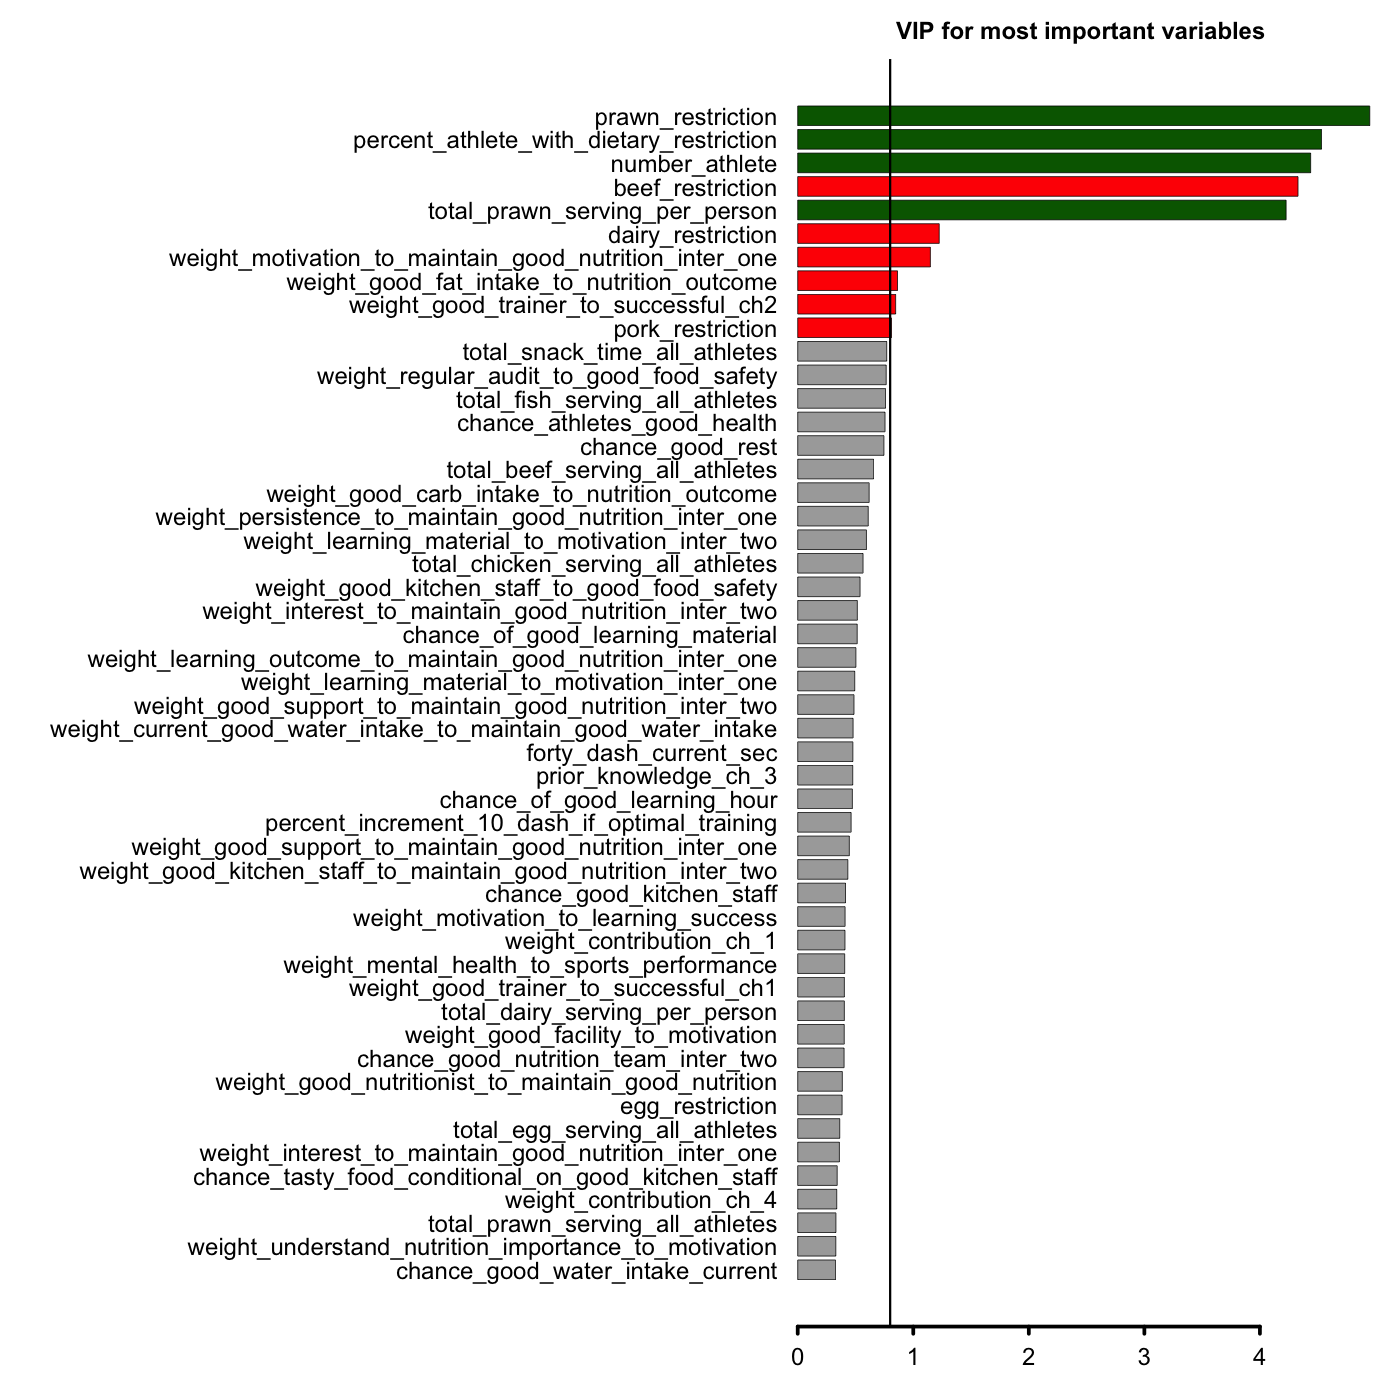 VIP for most important variables
prawn_restriction
percent_athlete_with_dietary_restriction
number_athlete
beef_restriction
total_prawn_serving_per_person
dairy_restriction
weight_motivation_to_maintain_good_nutrition_inter_one
weight_good_fat_intake_to_nutrition_outcome
weight_good_trainer_to_successful_ch2
pork_restriction
total_snack_time_all_athletes
weight_regular_audit_to_good_food_safety
total_fish_serving_all_athletes
chance_athletes_good_health
chance_good_rest
total_beef_serving_all_athletes
weight_good_carb_intake_to_nutrition_outcome
weight_persistence_to_maintain_good_nutrition_inter_one
weight_learning_material_to_motivation_inter_two
total_chicken_serving_all_athletes
weight_good_kitchen_staff_to_good_food_safety
weight_interest_to_maintain_good_nutrition_inter_two
chance_of_good_learning_material
weight_learning_outcome_to_maintain_good_nutrition_inter_one
weight_learning_material_to_motivation_inter_one
weight_good_support_to_maintain_good_nutrition_inter_two
weight_current_good_water_intake_to_maintain_good_water_intake
forty_dash_current_sec
prior_knowledge_ch_3
chance_of_good_learning_hour
percent_increment_10_dash_if_optimal_training
weight_good_support_to_maintain_good_nutrition_inter_one
weight_good_kitchen_staff_to_maintain_good_nutrition_inter_two
chance_good_kitchen_staff
weight_motivation_to_learning_success
weight_contribution_ch_1
weight_mental_health_to_sports_performance
weight_good_trainer_to_successful_ch1
total_dairy_serving_per_person
weight_good_facility_to_motivation
chance_good_nutrition_team_inter_two
weight_good_nutritionist_to_maintain_good_nutrition
egg_restriction
total_egg_serving_all_athletes
weight_interest_to_maintain_good_nutrition_inter_one
chance_tasty_food_conditional_on_good_kitchen_staff
weight_contribution_ch_4
total_prawn_serving_all_athletes
weight_understand_nutrition_importance_to_motivation
chance_good_water_intake_current
0 1 2 3 4